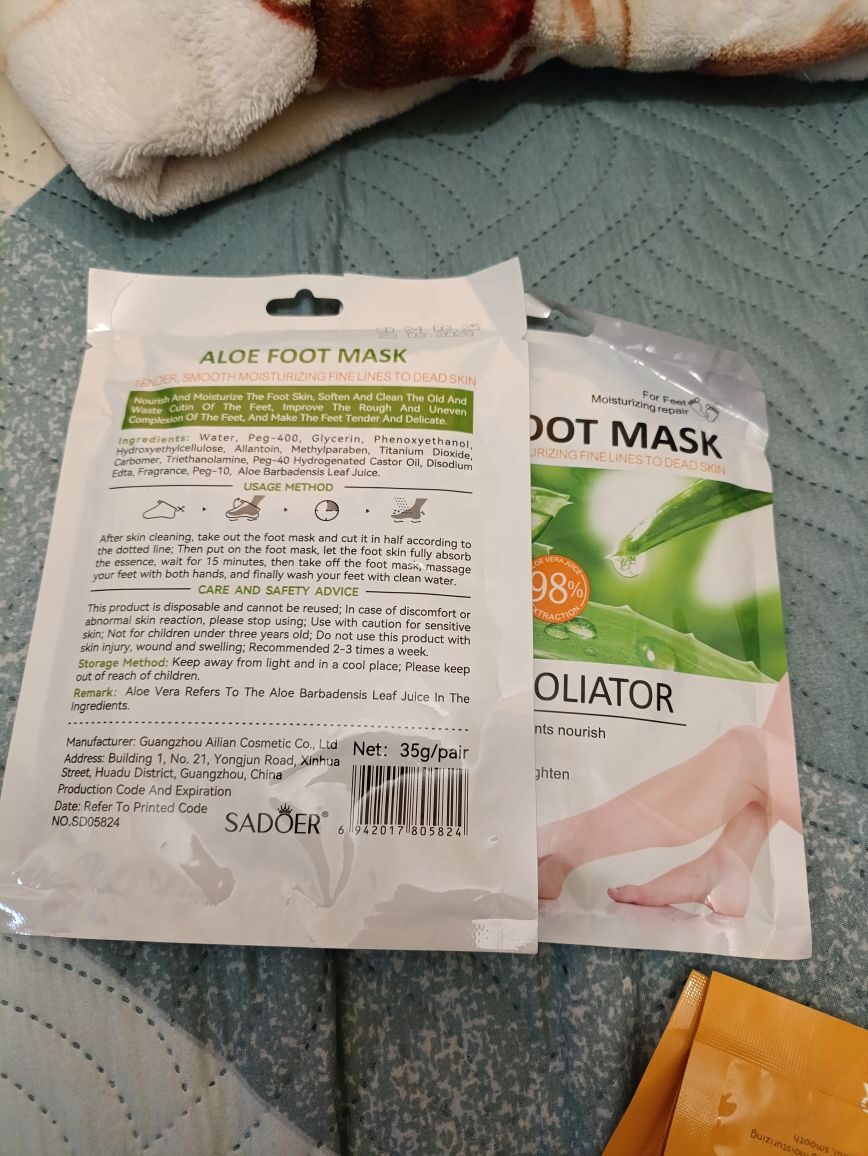 ALOE FOOT MASK
TENDER, SMOOTH MOISTURIZING FINE LINES TO DEAD SKIN
Nourish And Moisturize The Foot Skin, Soften And Clean The Old And
Waste Cutin Of The Feet, Improve The Rough And Uneven
Complexion Of The Feet, And Make The Feet Tender And Delicate.
Ingredients: Water, Peg-400, Glycerin, Phenoxyethanol,
Hydroxyethylcellulose, Allantoin, Methylparaben, Titanium Dioxide,
Carbomer, Triethanolamine, Peg-40 Hydrogenated Castor Oil, Disodium
Edta, Fragrance, Peg-10, Aloe Barbadensis Leaf Juice.
USAGE METHOD
After skin cleaning, take out the foot mask and cut it in half according to
the dotted line; Then put on the foot mask, let the foot skin fully absorb
the essence, wait for 15 minutes, then take off the foot mask, massage
your feet with both hands, and finally wash your feet with clean water.
CARE AND SAFETY ADVICE
This product is disposable and cannot be reused; In case of discomfort or
abnormal skin reaction, please stop using; Use with caution for sensitive
skin; Not for children under three years old; Do not use this product with
skin injury, wound and swelling; Recommended 2-3 times a week.
Storage Method: Keep away from light and in a cool place; Please keep
out of reach of children.
Remark: Aloe Vera Refers To The Aloe Barbadensis Leaf Juice In The
Ingredients.
Manufacturer: Guangzhou Ailian Cosmetic Co., Ltd
Address: Building 1, No. 21, Yongjun Road, Xinhua
Street, Huadu District, Guangzhou, China
Production Code And Expiration
Date: Refer To Printed Code
NO.SD05824
Net: 35g/pair
SADOER®
6 942017 805824
For Feet
Moisturizing repair
OOT MASK
URIZING FINE LINES TO DEAD SKIN
OE VERA JUICE
98%
EXTRACTION
OLIATOR
nts nourish
ghten
moisturizing
smooth